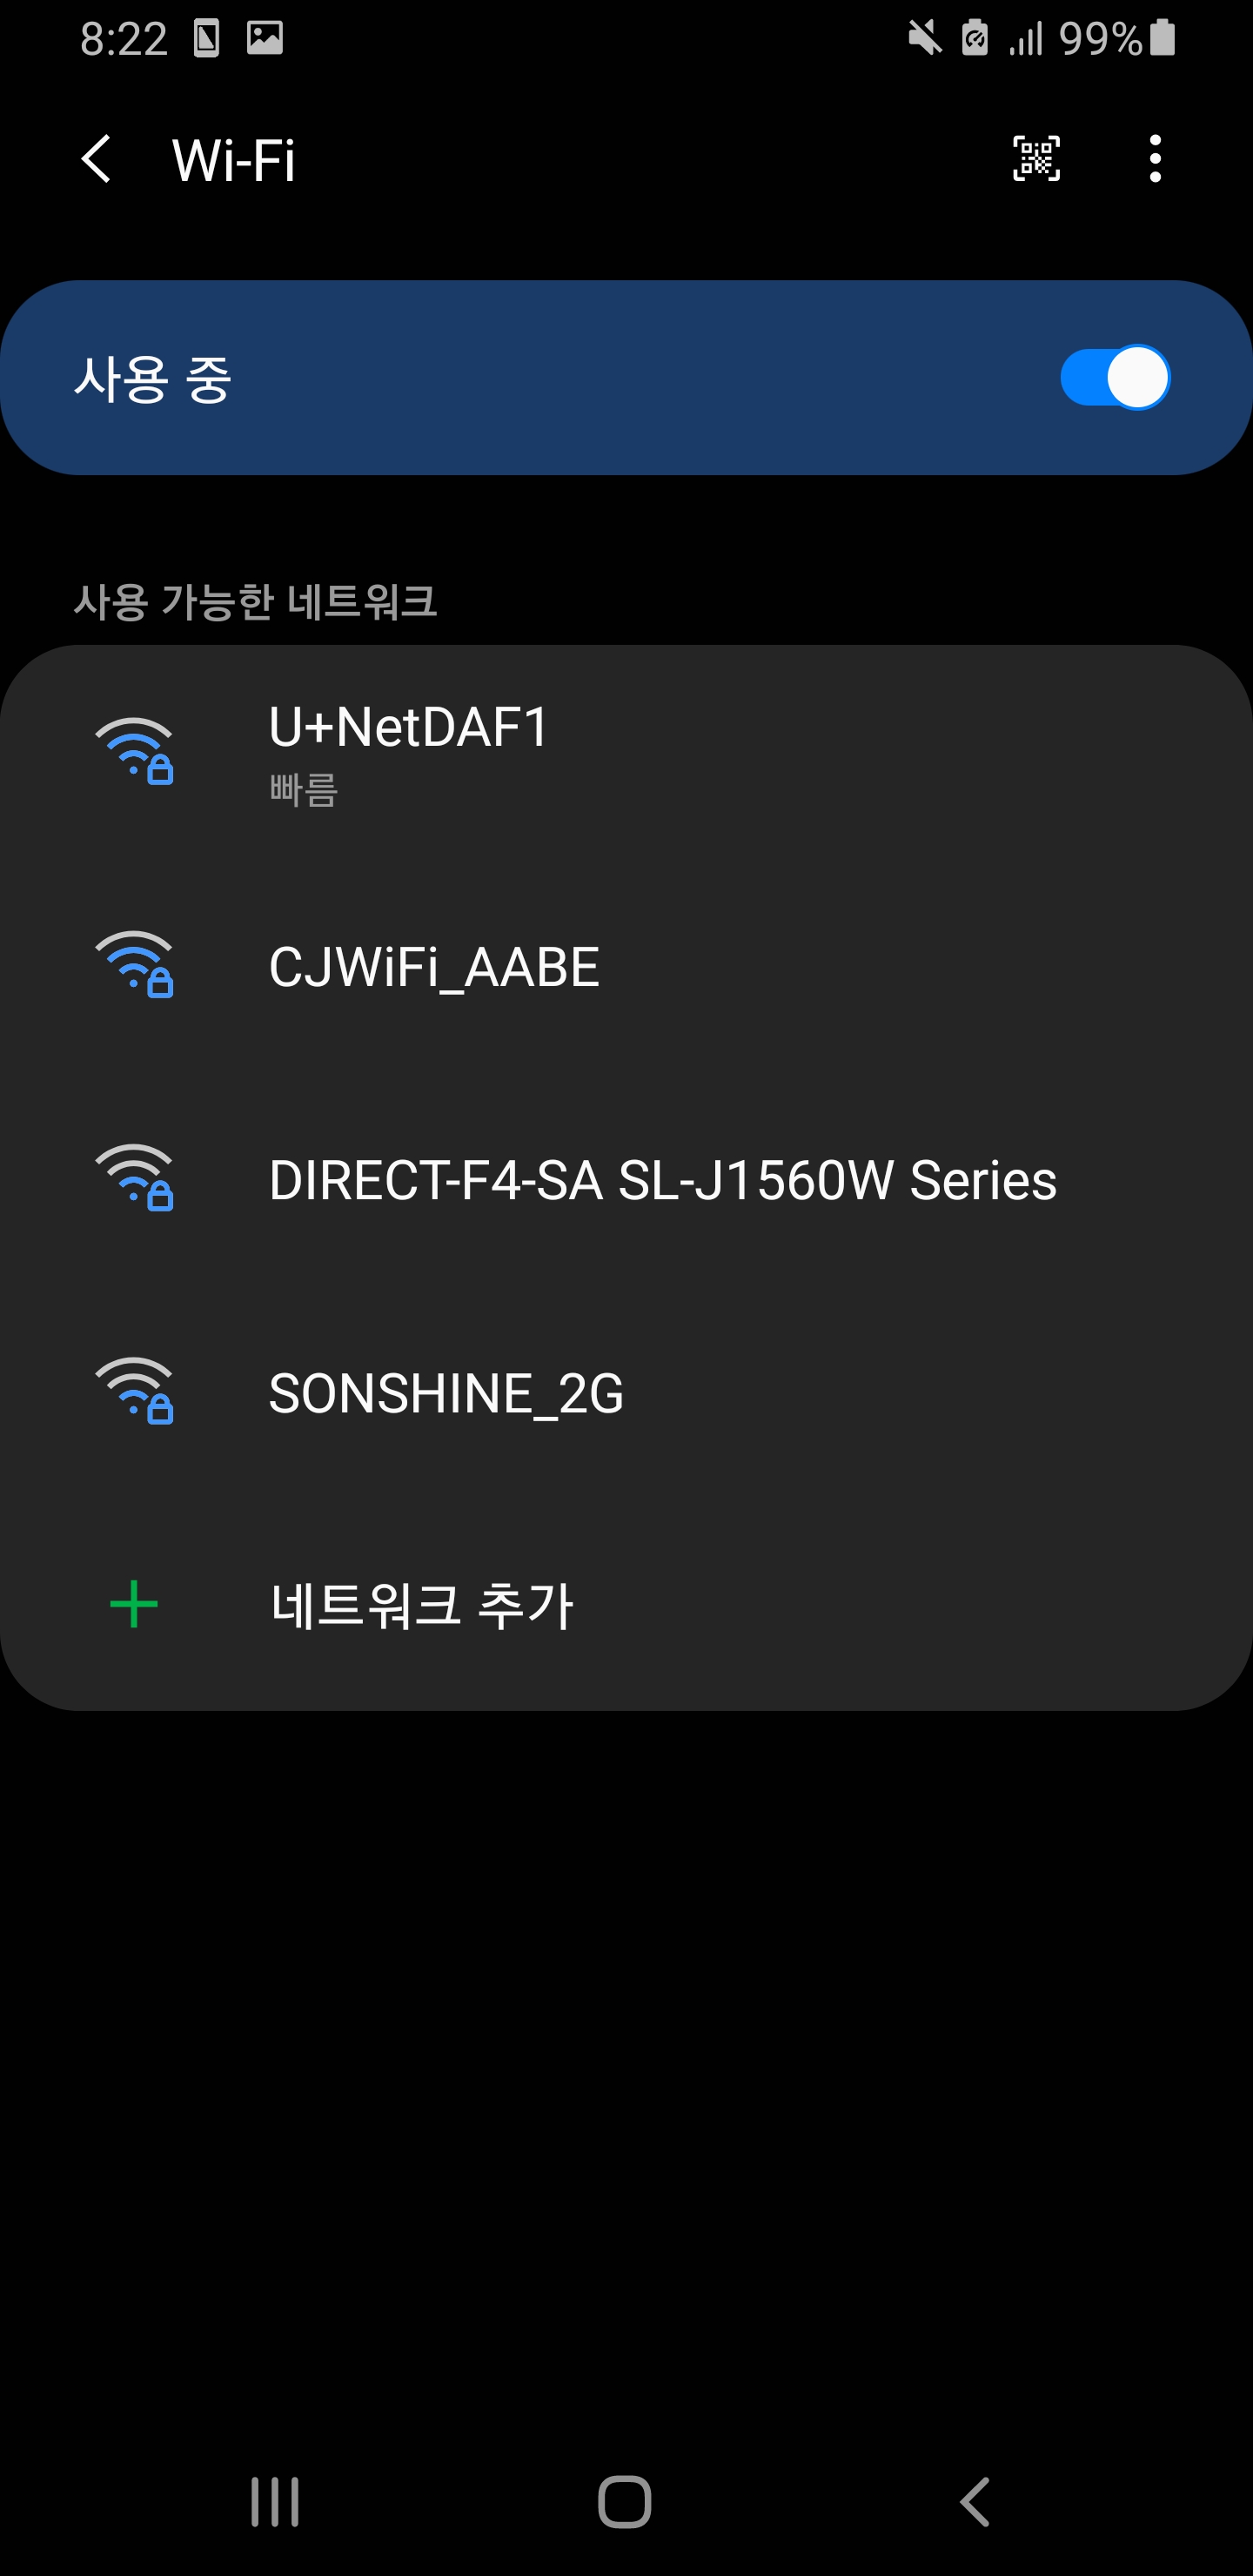 8:22
99%
Wi-Fi
사용 중
사용 가능한 네트워크
U+NetDAF1
빠름
CJWiFi_AABE
DIRECT-F4-SA SL-J1560W Series
SONSHINE_2G
네트워크 추가